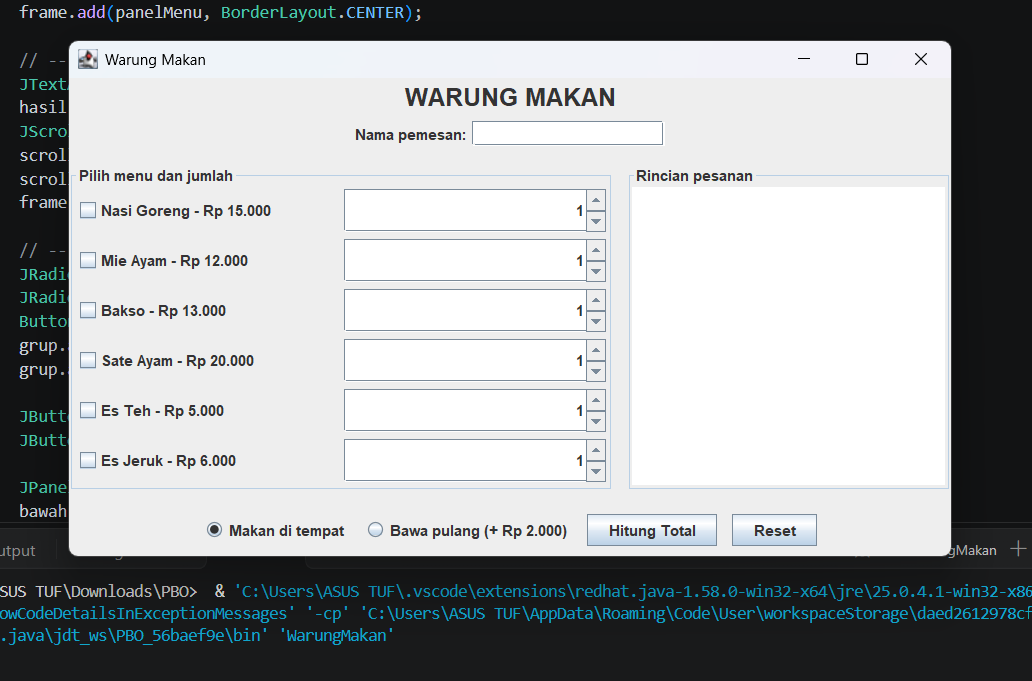 frame.add(panelMenu, BorderLayout.CENTER);
// --
Warung Makan
JText
WARUNG MAKAN
hasil
JScro
Nama pemesan:
scrol
scrol
Pilih menu dan jumlah
Rincian pesanan
frame
Nasi Goreng - Rp 15.000 1
// --
Mie Ayam - Rp 12.000 1
JRadi
JRadi
Bakso - Rp 13.000 1
Butto
grup.
Sate Ayam - Rp 20.000 1
grup.
Es Teh - Rp 5.000 1
JButt
JButt
Es Jeruk - Rp 6.000 1
JPane
bawah
Makan di tempat Bawa pulang (+ Rp 2.000) Hitung Total Reset
utput
gMakan
SUS TUF\Downloads\PBO> & 'C:\Users\ASUS TUF\.vscode\extensions\redhat.java-1.58.0-win32-x64\jre\25.0.4.1-win32-x86
owCodeDetailsInExceptionMessages' '-cp' 'C:\Users\ASUS TUF\AppData\Roaming\Code\User\workspaceStorage\daed2612978cf
.java\jdt_ws\PBO_56baef9e\bin' 'WarungMakan'